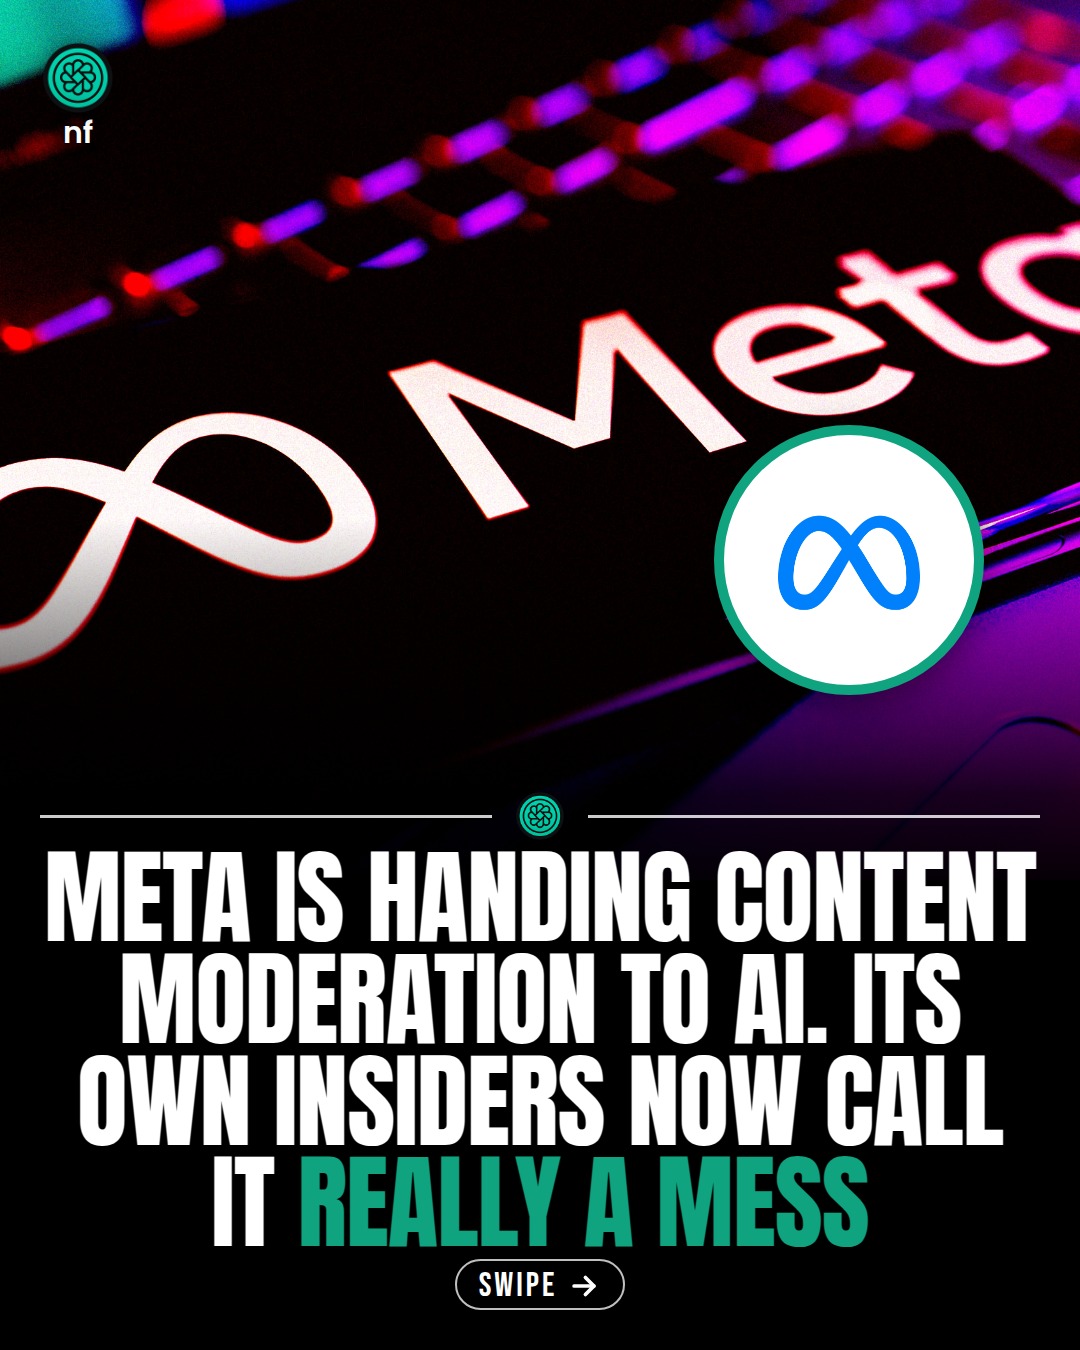 nf
Meta
META IS HANDING CONTENT
MODERATION TO AI. ITS
OWN INSIDERS NOW CALL
IT REALLY A MESS
SWIPE →